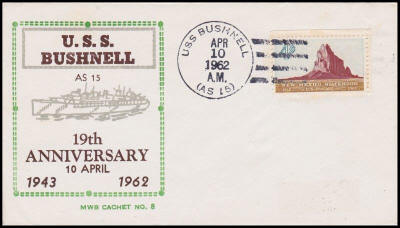 U.S.S.
BUSHNELL
AS 15
19th
ANNIVERSARY
10 APRIL
1943 1962
MWB CACHET NO. 8
USS BUSHNELL
APR
10
1962
A.M.
(AS 15)
4¢
NEW MEXICO STATEHOOD